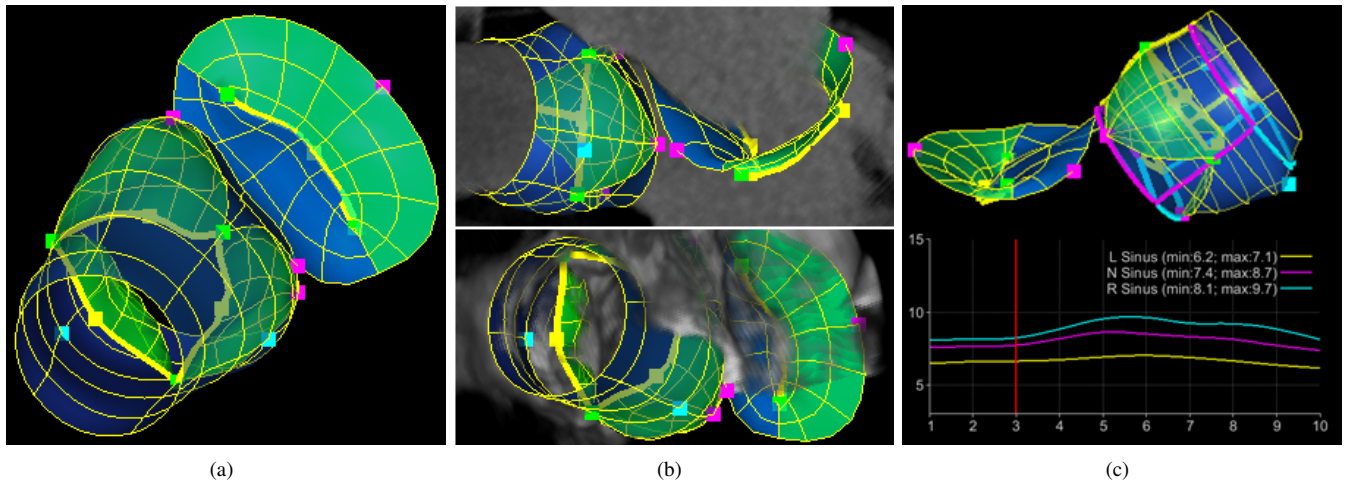 15
L Sinus (min:6.2; max:7.1)
N Sinus (min:7.4; max:8.7)
R Sinus (min:8.1; max:9.7)
10
5
1 2 3 4 5 6 7 8 9 10
(a) (b) (c)